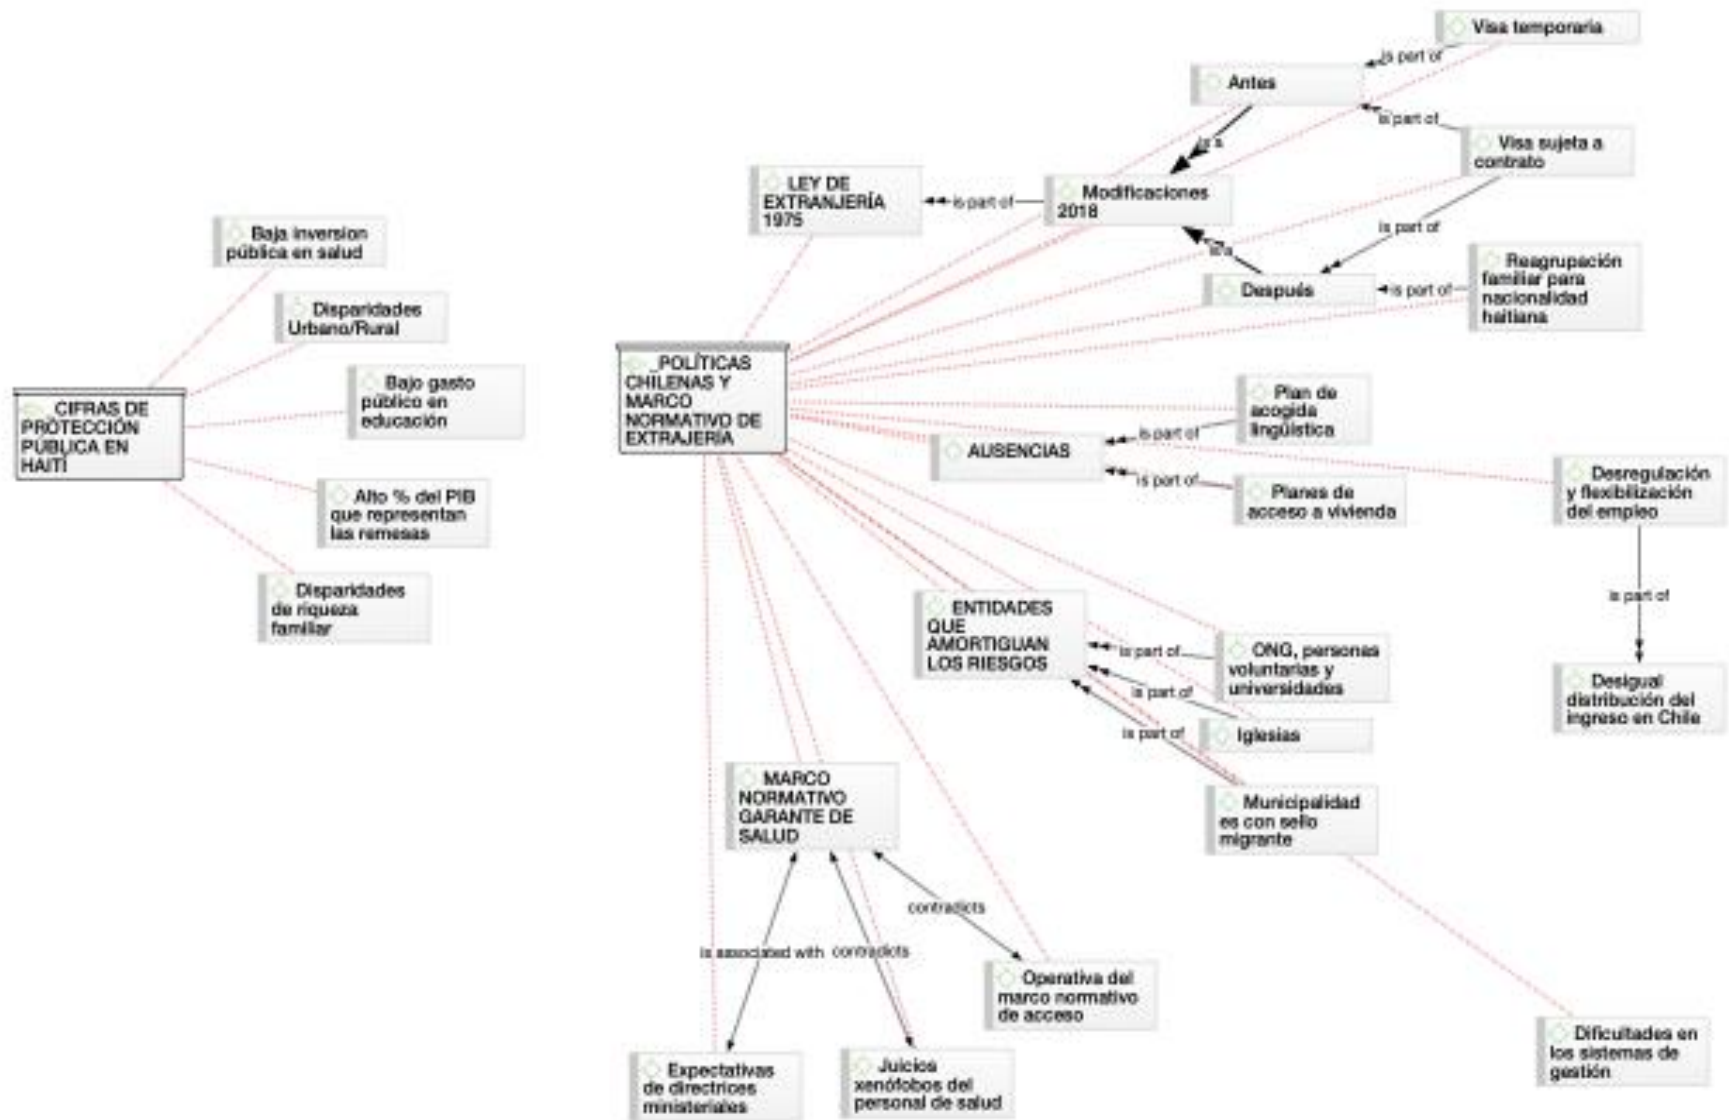 Visa temporaria
is part of
Antes
is part of
Visa sujeta a
contrato
is a
LEY DE
EXTRANJERÍA
1975
is part of
Modificaciones
2018
is part of
is a
Después
is part of
Reagrupación
familiar para
nacionalidad
haitiana
Baja inversion
pública en salud
Disparidades
Urbano/Rural
Bajo gasto
público en
educación
CIFRAS DE
PROTECCIÓN
PÚBLICA EN
HAITÍ
Alto % del PIB
que representan
las remesas
Disparidades
de riqueza
familiar
_POLÍTICAS
CHILENAS Y
MARCO
NORMATIVO DE
EXTRAJERÍA
Plan de
acogida
lingüística
is part of
AUSENCIAS
is part of
Planes de
acceso a vivienda
Desregulación
y flexibilización
del empleo
is part of
Desigual
distribución del
ingreso en Chile
ENTIDADES
QUE
AMORTIGUAN
LOS RIESGOS
is part of
ONG, personas
voluntarias y
universidades
is part of
Iglesias
is part of
Municipalidad
es con sello
migrante
MARCO
NORMATIVO
GARANTE DE
SALUD
contradicts
is associated with
contradicts
Operativa del
marco normativo
de acceso
Expectativas
de directrices
ministeriales
Juicios
xenófobos del
personal de salud
Dificultades en
los sistemas de
gestión